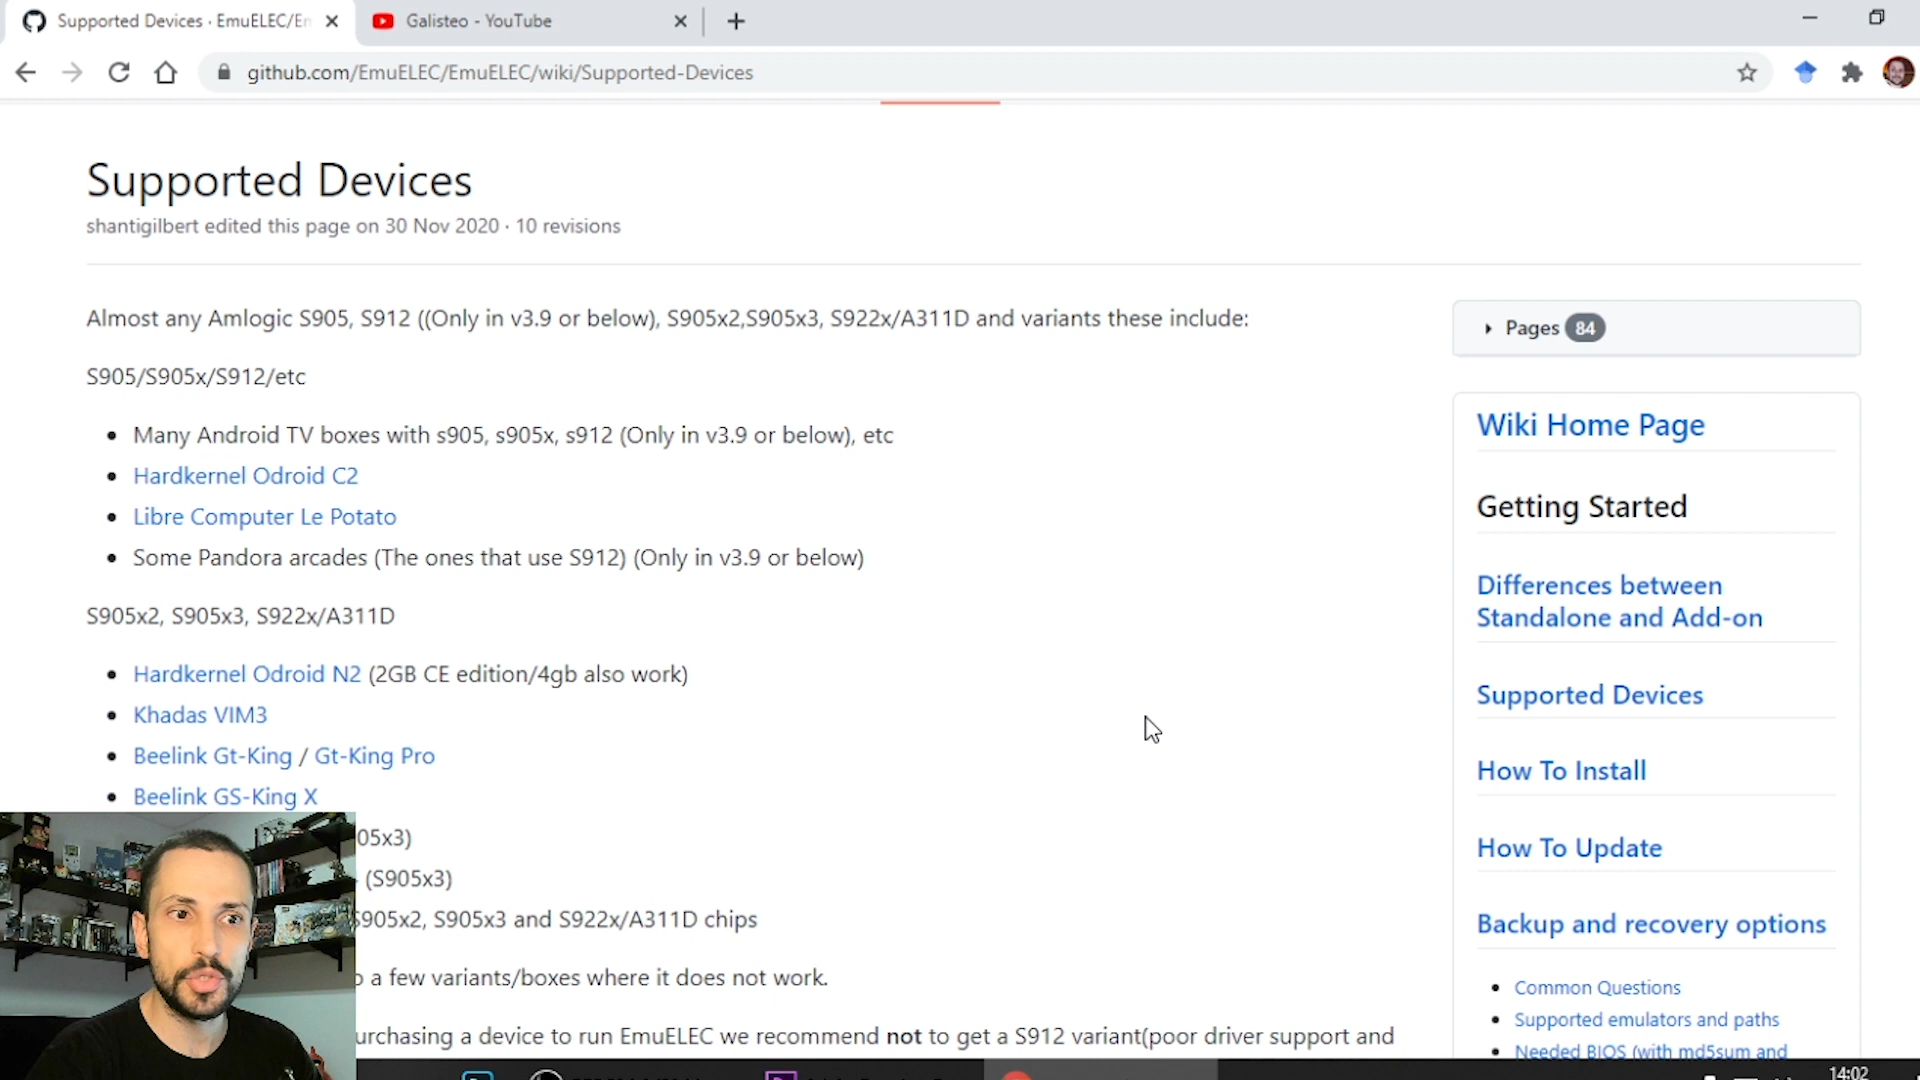 Supported Devices · EmuELEC/Em
Galisteo - YouTube
github.com/EmuELEC/EmuELEC/wiki/Supported-Devices
Supported Devices
shantigilbert edited this page on 30 Nov 2020 · 10 revisions
Almost any Amlogic S905, S912 ((Only in v3.9 or below), S905x2,S905x3, S922x/A311D and variants these include:
S905/S905x/S912/etc
Many Android TV boxes with s905, s905x, s912 (Only in v3.9 or below), etc
Hardkernel Odroid C2
Libre Computer Le Potato
Some Pandora arcades (The ones that use S912) (Only in v3.9 or below)
S905x2, S905x3, S922x/A311D
Hardkernel Odroid N2 (2GB CE edition/4gb also work)
Khadas VIM3
Beelink Gt-King / Gt-King Pro
Beelink GS-King X
05x3)
(S905x3)
S905x2, S905x3 and S922x/A311D chips
a few variants/boxes where it does not work.
urchasing a device to run EmuELEC we recommend not to get a S912 variant(poor driver support and
Pages 84
Wiki Home Page
Getting Started
Differences between
Standalone and Add-on
Supported Devices
How To Install
How To Update
Backup and recovery options
Common Questions
Supported emulators and paths
Needed BIOS (with md5sum and
14:02